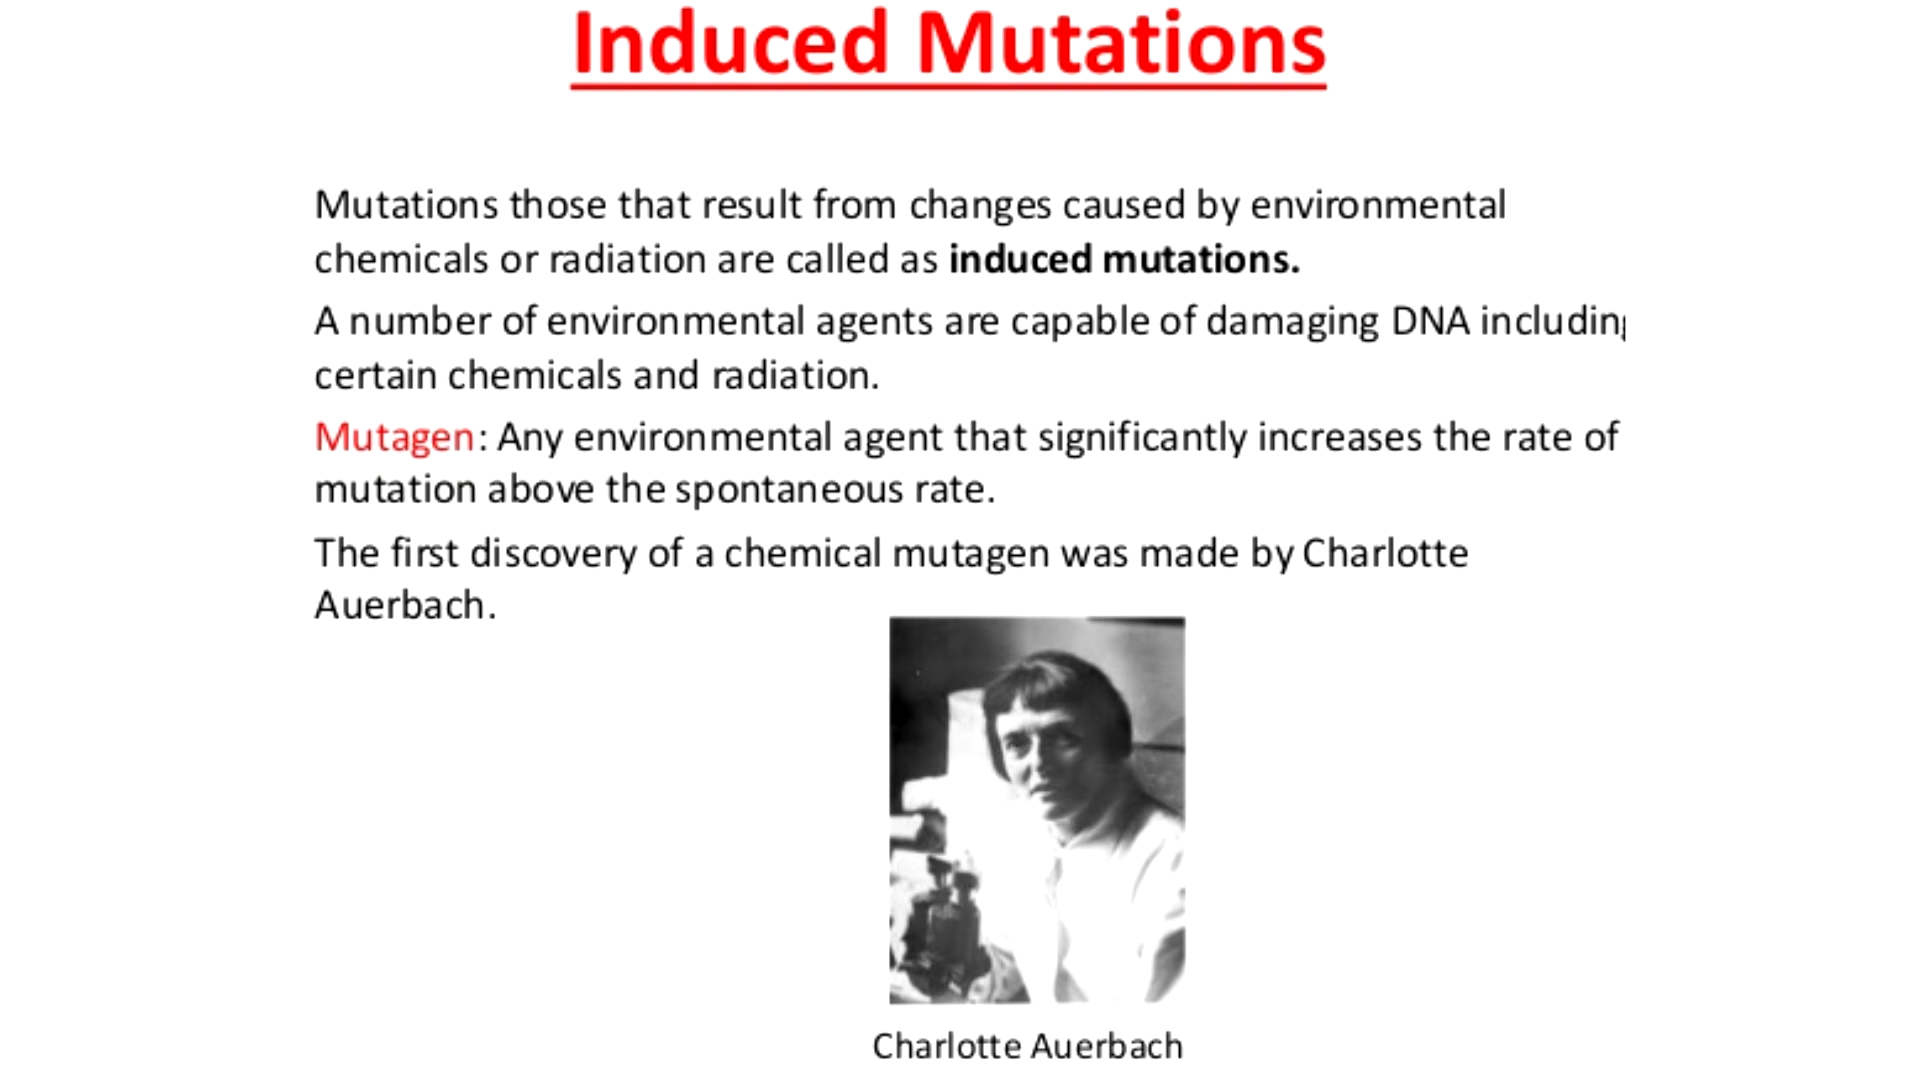 Induced Mutations
Mutations those that result from changes caused by environmental
chemicals or radiation are called as induced mutations.
A number of environmental agents are capable of damaging DNA including
certain chemicals and radiation.
Mutagen: Any environmental agent that significantly increases the rate of
mutation above the spontaneous rate.
The first discovery of a chemical mutagen was made by Charlotte
Auerbach.
Charlotte Auerbach